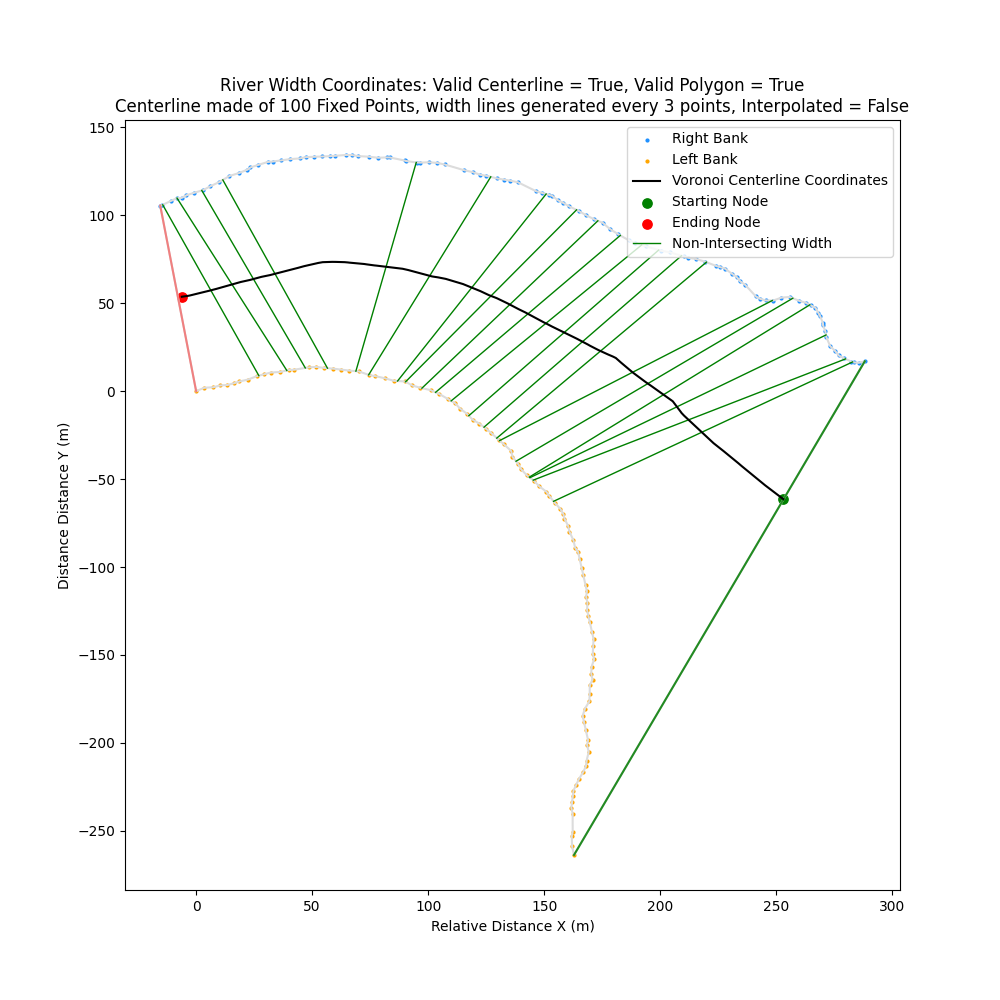 River Width Coordinates: Valid Centerline = True, Valid Polygon = True
Centerline made of 100 Fixed Points, width lines generated every 3 points, Interpolated = False
Right Bank
Left Bank
Voronoi Centerline Coordinates
Starting Node
Ending Node
Non-Intersecting Width
Distance Distance Y (m)
150
100
50
0
−50
−100
−150
−200
−250
0 50 100 150 200 250 300
Relative Distance X (m)